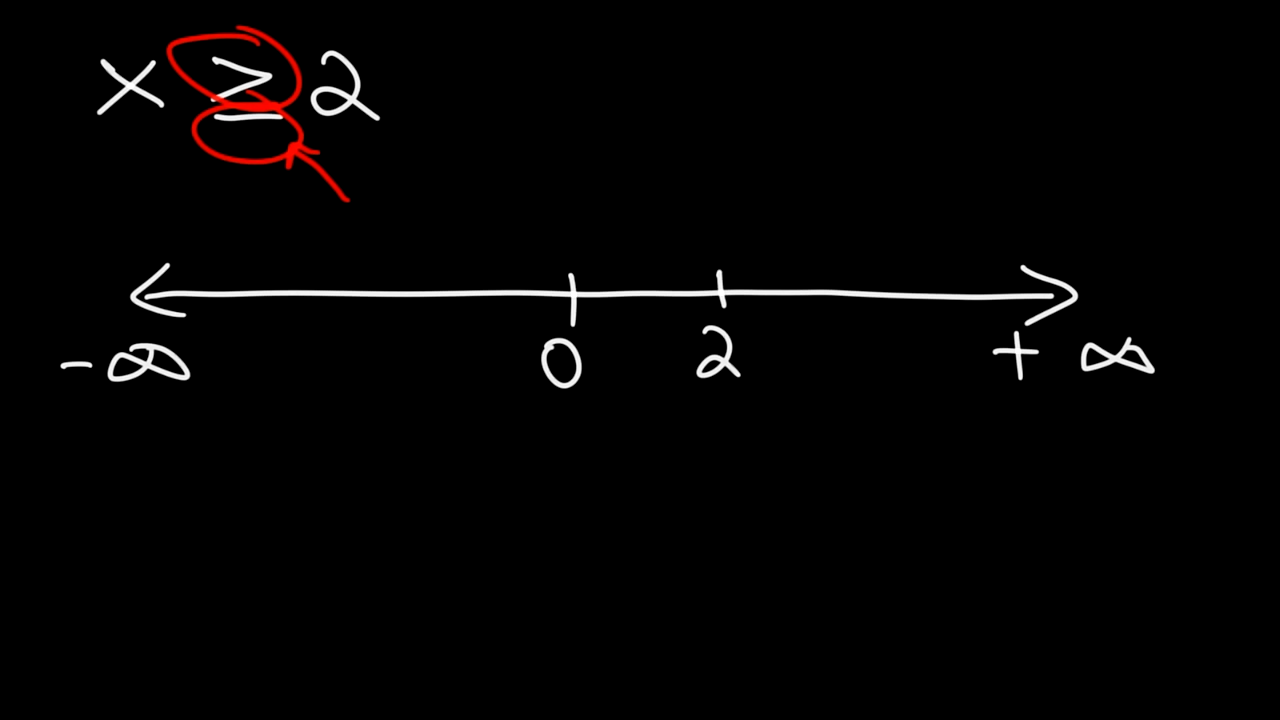 x ≥ 2
-∞ 0 2 + ∞